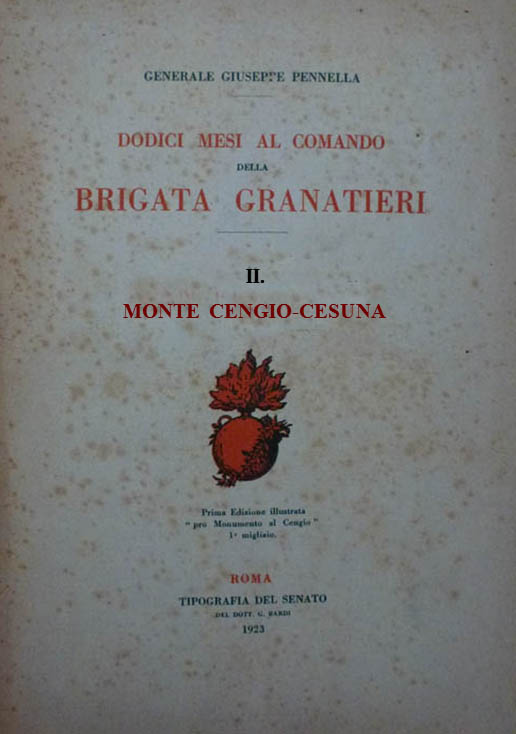 GENERALE GIUSEPPE PENNELLA
DODICI MESI AL COMANDO
DELLA
BRIGATA GRANATIERI
II.
MONTE CENGIO-CESUNA
Prima Edizione illustrata
" pro Monumento al Cengio "
1º migliaio.
ROMA
TIPOGRAFIA DEL SENATO
DEL DOTT. G. BARDI
1923